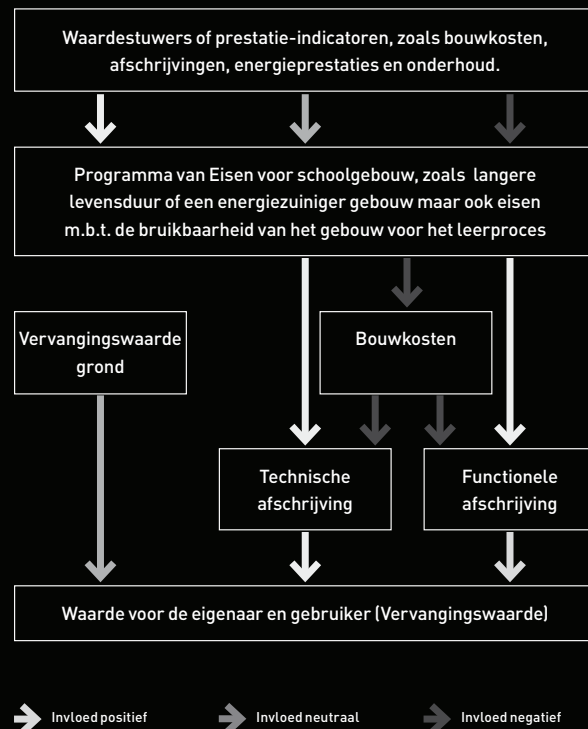 Waardestuwers of prestatie-indicatoren, zoals bouwkosten,
afschrijvingen, energieprestaties en onderhoud.
Programma van Eisen voor schoolgebouw, zoals langere
levensduur of een energiezuiniger gebouw maar ook eisen
m.b.t. de bruikbaarheid van het gebouw voor het leerproces
Vervangingswaarde
grond
Bouwkosten
Technische
afschrijving
Functionele
afschrijving
Waarde voor de eigenaar en gebruiker (Vervangingswaarde)
Invloed positief
Invloed neutraal
Invloed negatief